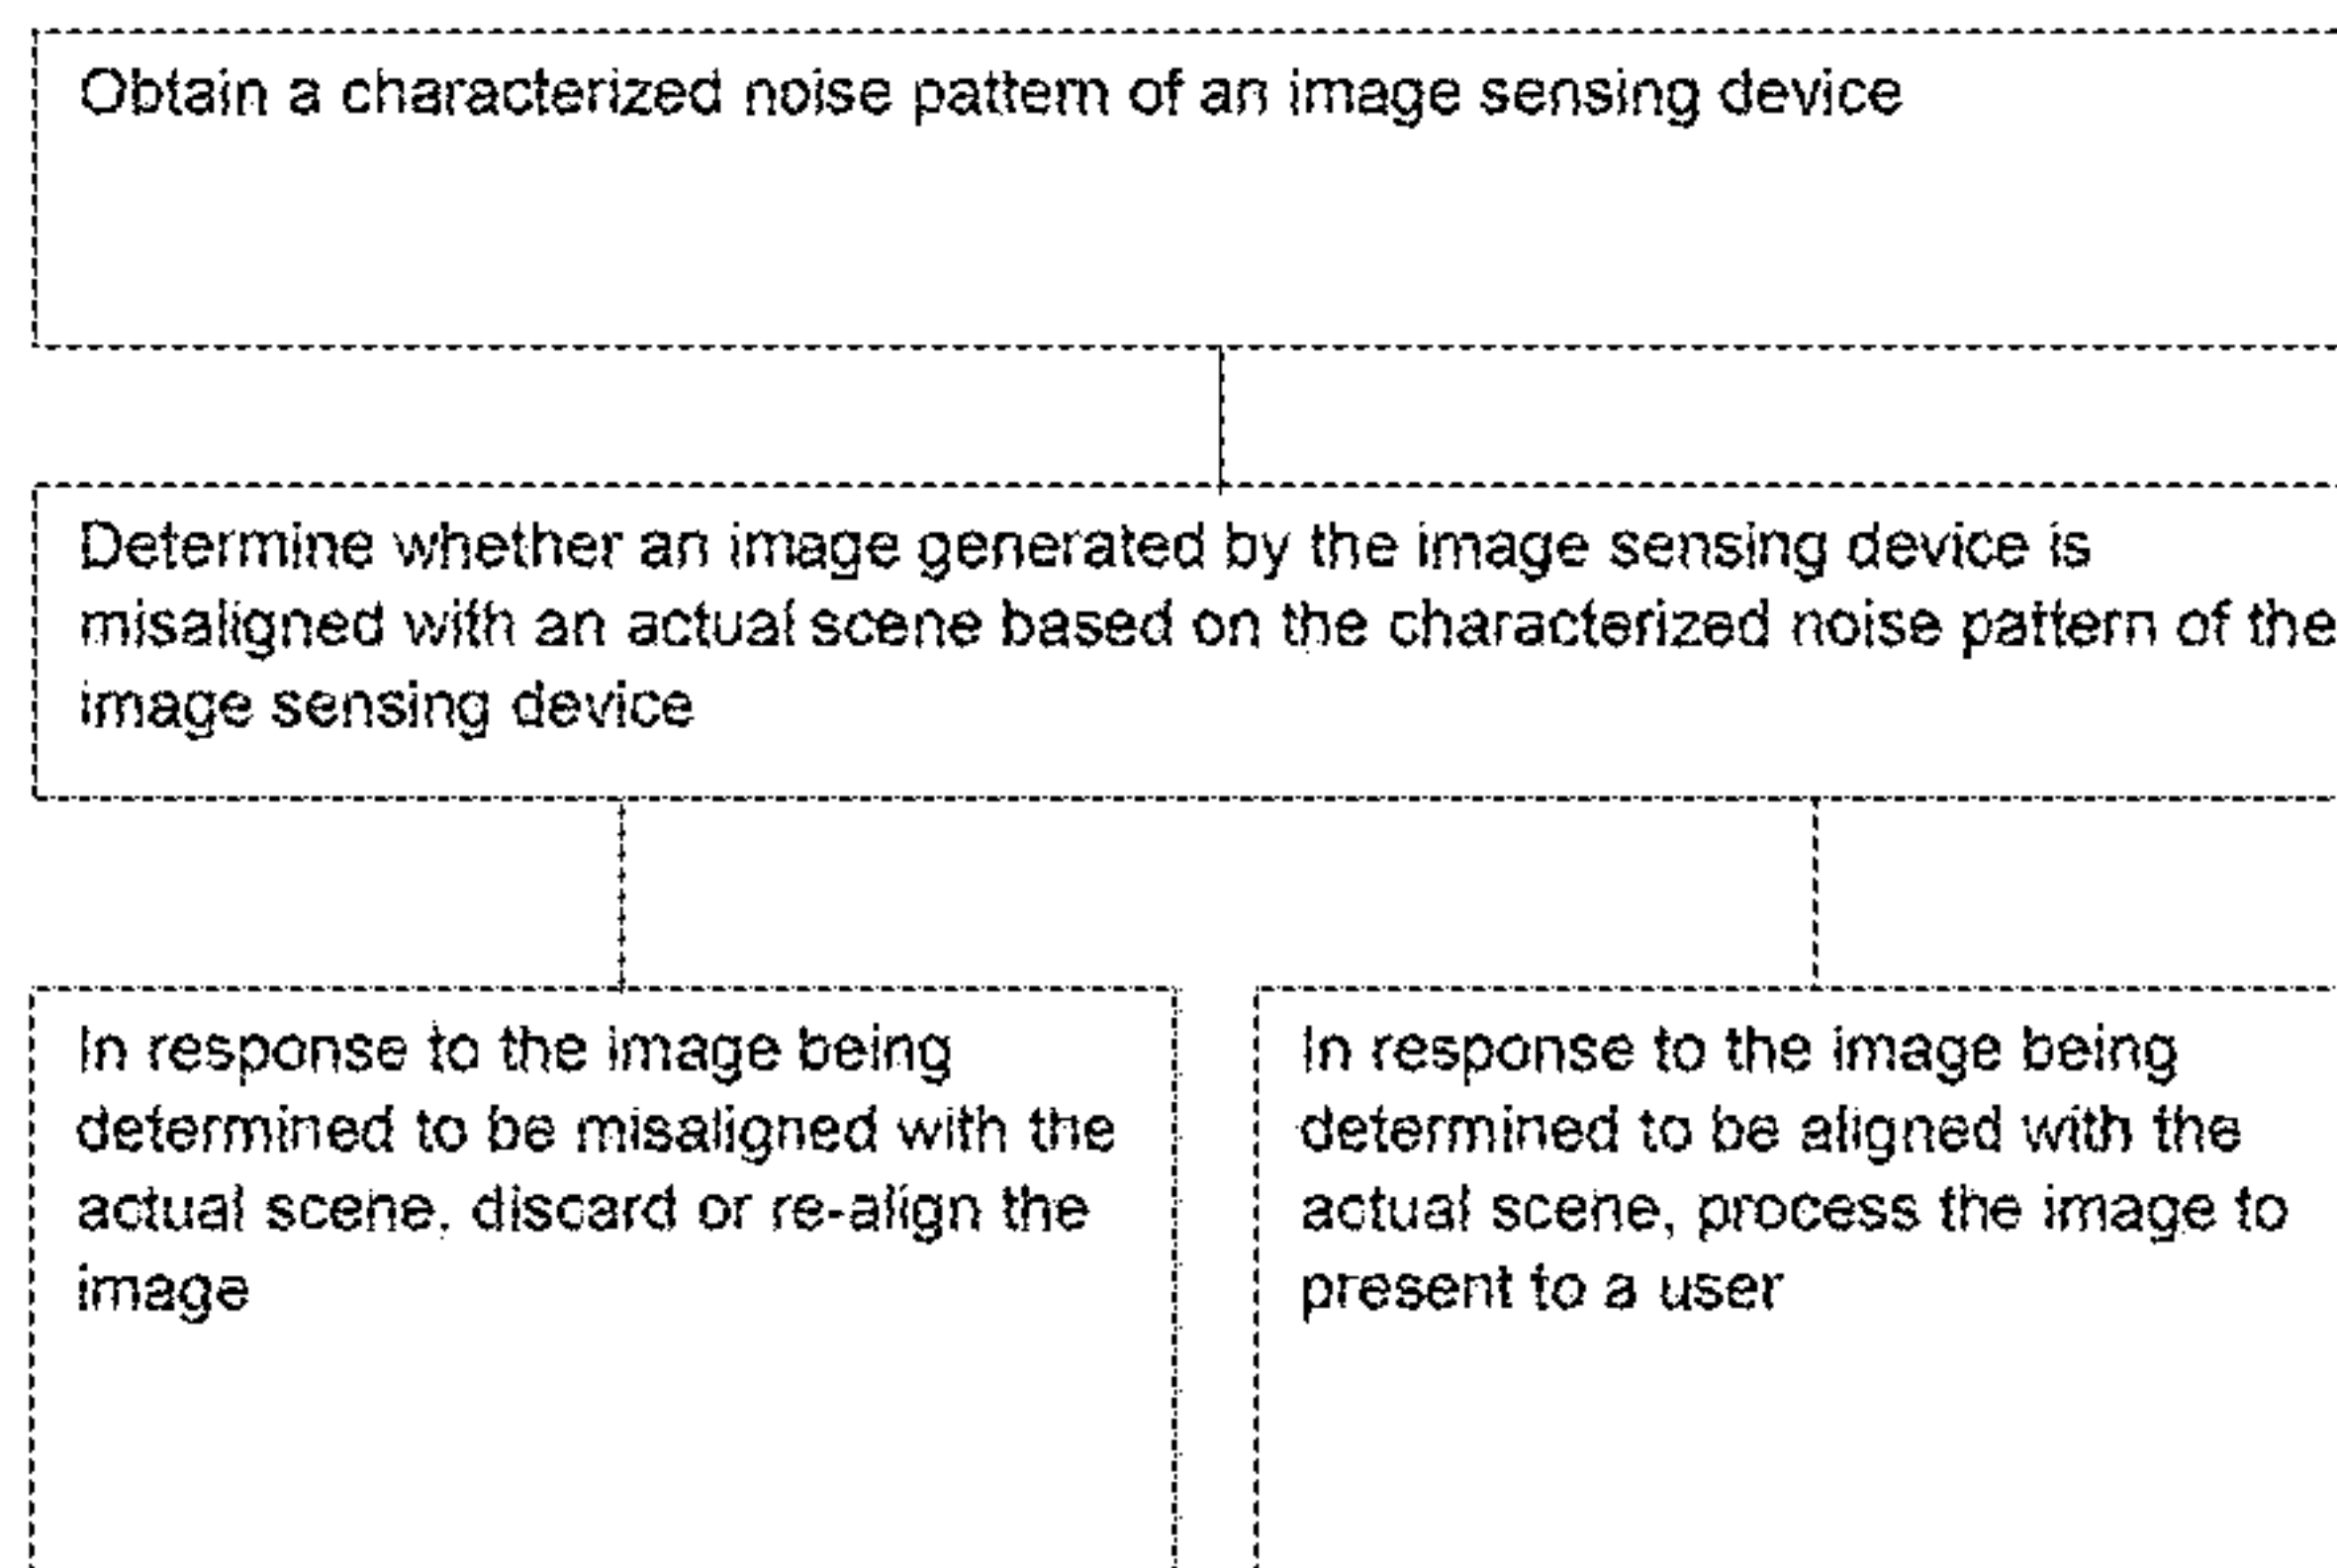 Obtain a characterized noise pattern of an image sensing device
Determine whether an image generated by the image sensing device is
misaligned with an actual scene based on the characterized noise pattern of the
image sensing device
In response to the image being
determined to be misaligned with the
actual scene, discard or re-align the
image
In response to the image being
determined to be aligned with the
actual scene, process the image to
present to a user